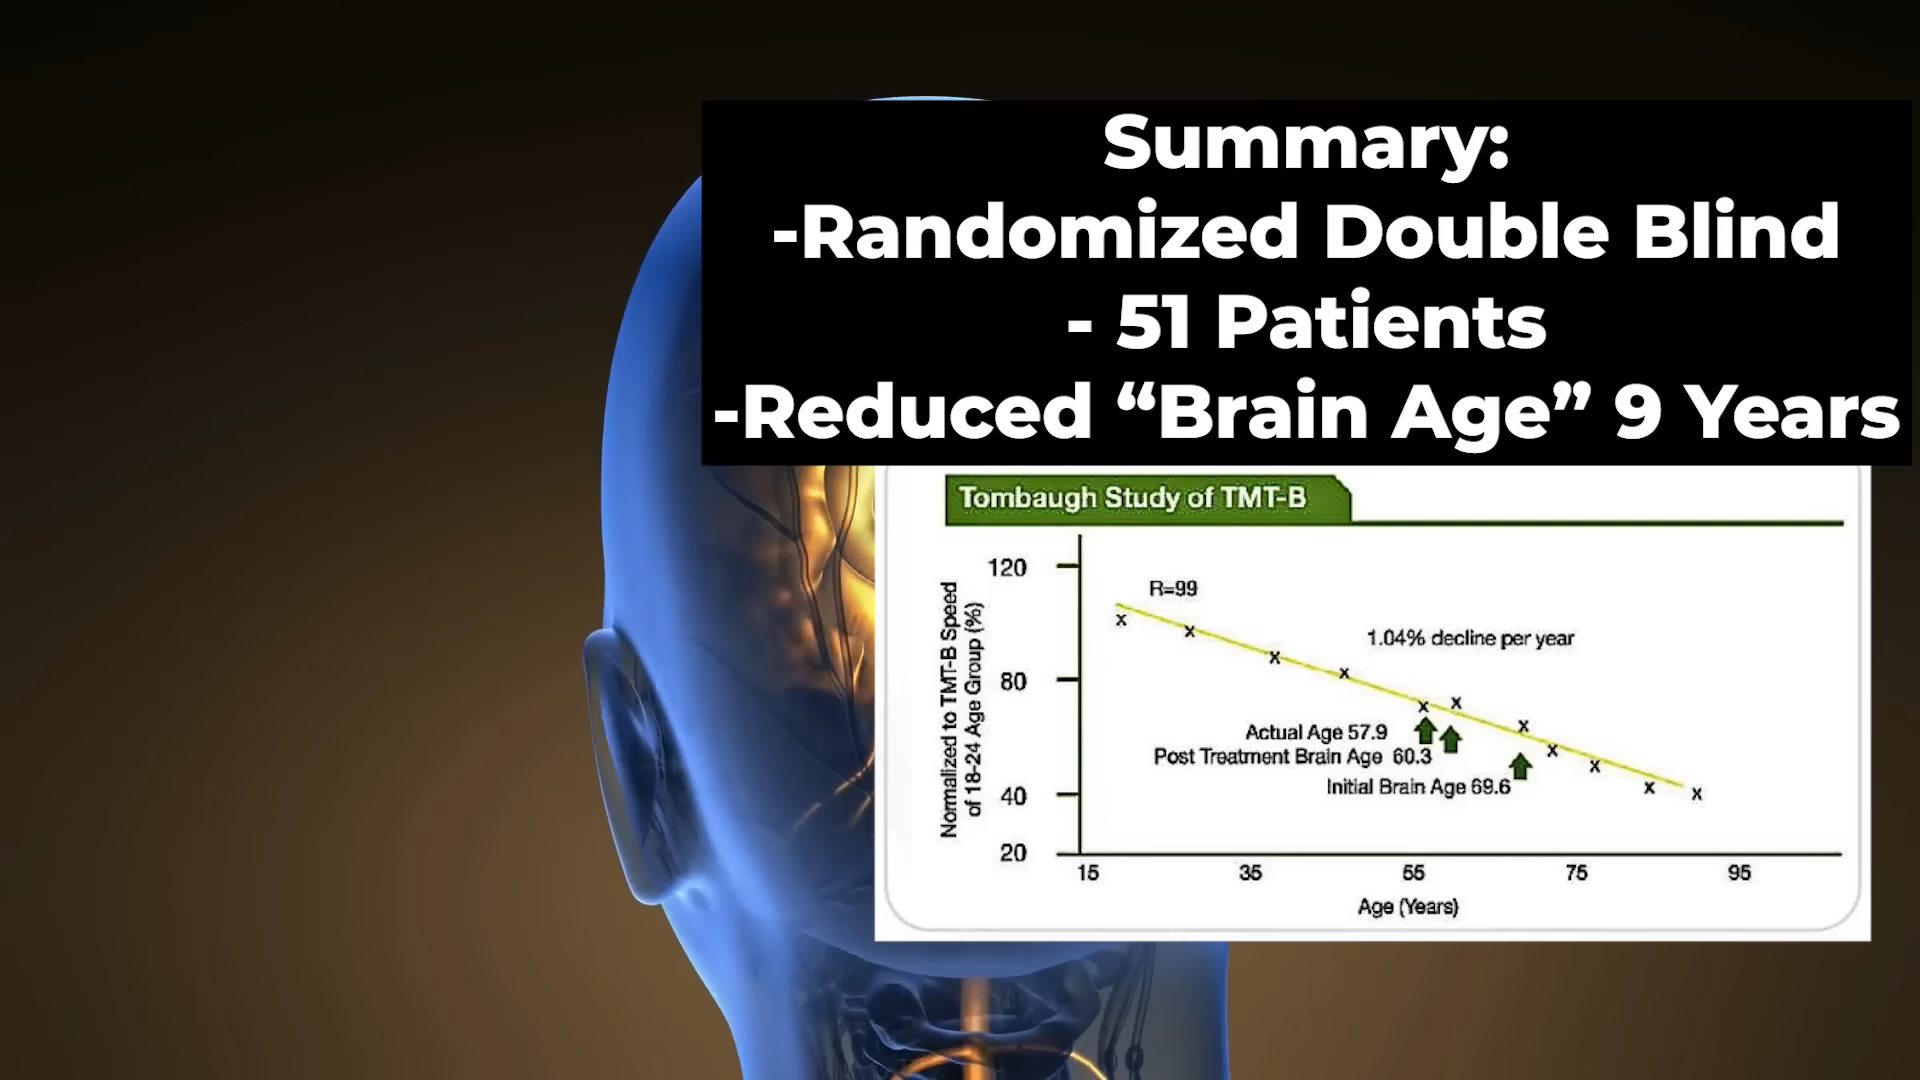 Summary:
-Randomized Double Blind
- 51 Patients
-Reduced “Brain Age” 9 Years
Tombaugh Study of TMT-B
Normalized to TMT-B Speed
of 18-24 Age Group (%)
120
80
40
20
R=99
1.04% decline per year
Actual Age 57.9
Post Treatment Brain Age 60.3
Initial Brain Age 69.6
15 35 55 75 95
Age (Years)